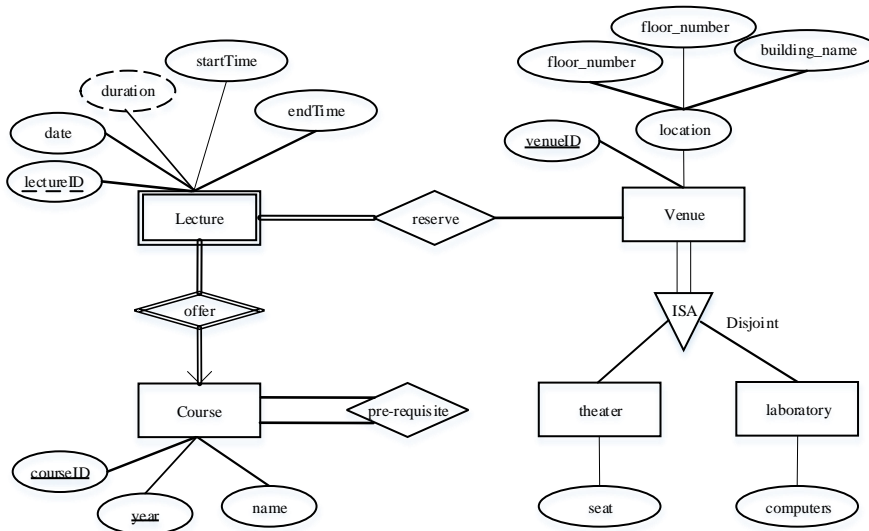 floor_number
startTime
floor_number
building_name
duration
endTime
date
location
venueID
lectureID
Lecture
reserve
Venue
offer
ISA
Disjoint
Course
pre-requisite
theater
laboratory
courseID
year
name
seat
computers